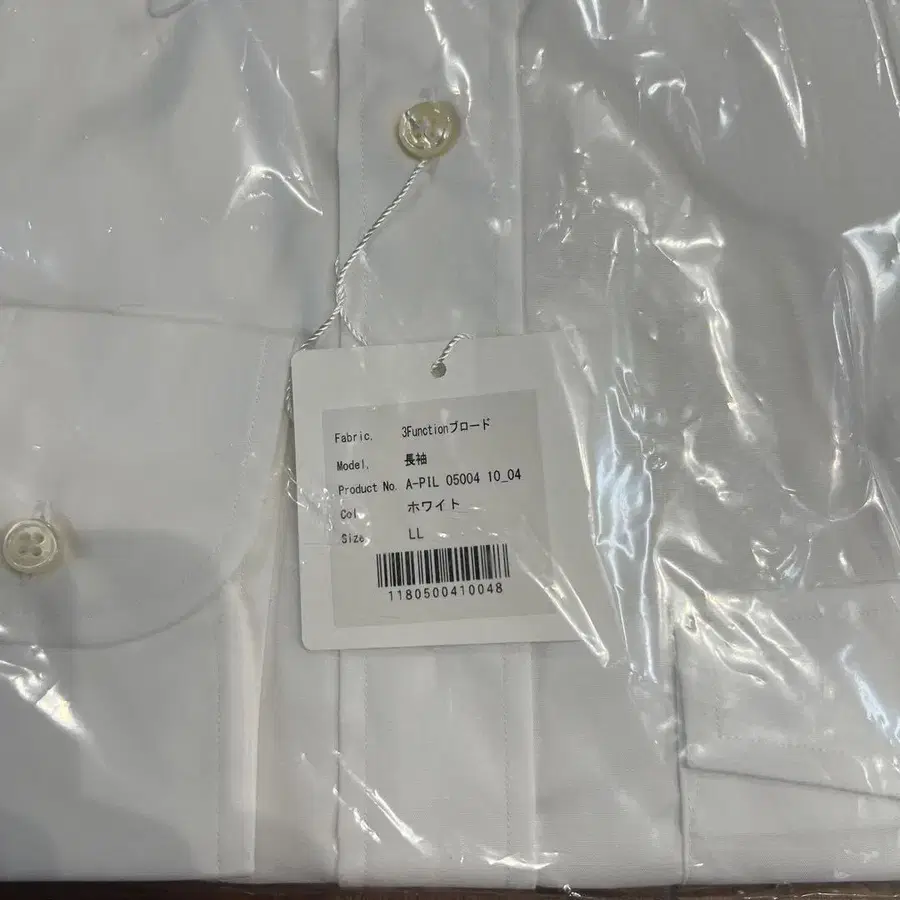 Fabric. 3Functionブロード
Model. 長袖
Product No. A-PIL 05004 10_04
Col. ホワイト
Size. LL
1180500410048